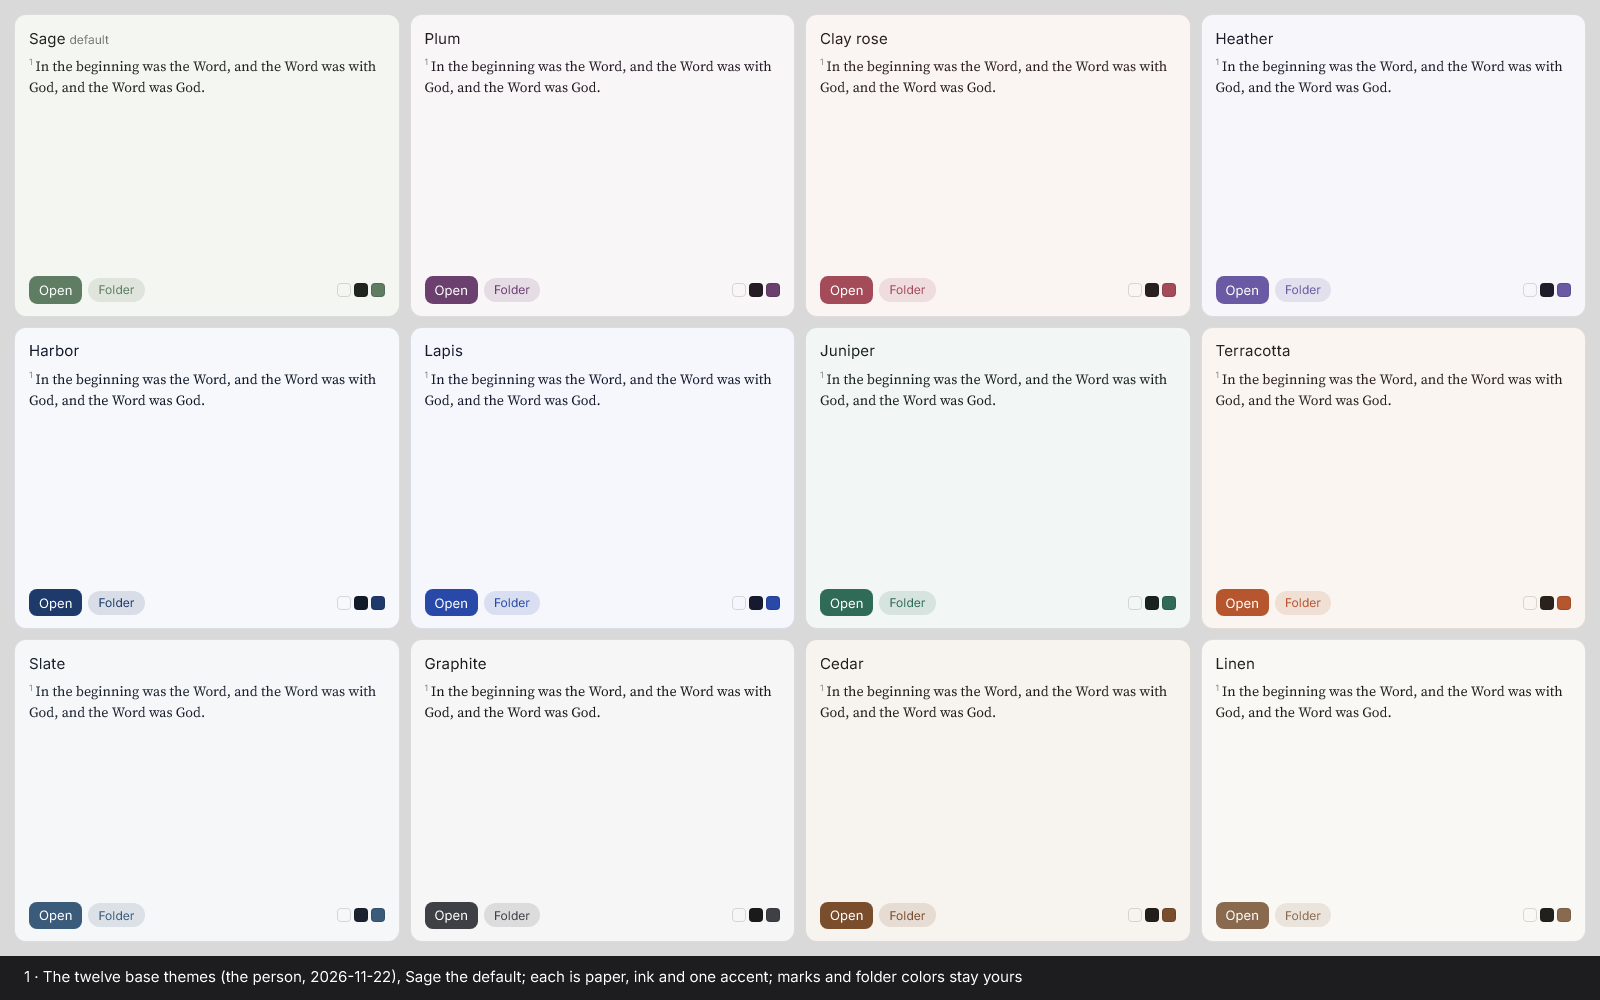 Sage default
1 In the beginning was the Word, and the Word was with
God, and the Word was God.
Open Folder
Plum
1 In the beginning was the Word, and the Word was with
God, and the Word was God.
Open Folder
Clay rose
1 In the beginning was the Word, and the Word was with
God, and the Word was God.
Open Folder
Heather
1 In the beginning was the Word, and the Word was with
God, and the Word was God.
Open Folder
Harbor
1 In the beginning was the Word, and the Word was with
God, and the Word was God.
Open Folder
Lapis
1 In the beginning was the Word, and the Word was with
God, and the Word was God.
Open Folder
Juniper
1 In the beginning was the Word, and the Word was with
God, and the Word was God.
Open Folder
Terracotta
1 In the beginning was the Word, and the Word was with
God, and the Word was God.
Open Folder
Slate
1 In the beginning was the Word, and the Word was with
God, and the Word was God.
Open Folder
Graphite
1 In the beginning was the Word, and the Word was with
God, and the Word was God.
Open Folder
Cedar
1 In the beginning was the Word, and the Word was with
God, and the Word was God.
Open Folder
Linen
1 In the beginning was the Word, and the Word was with
God, and the Word was God.
Open Folder
1 · The twelve base themes (the person, 2026-11-22), Sage the default; each is paper, ink and one accent; marks and folder colors stay yours